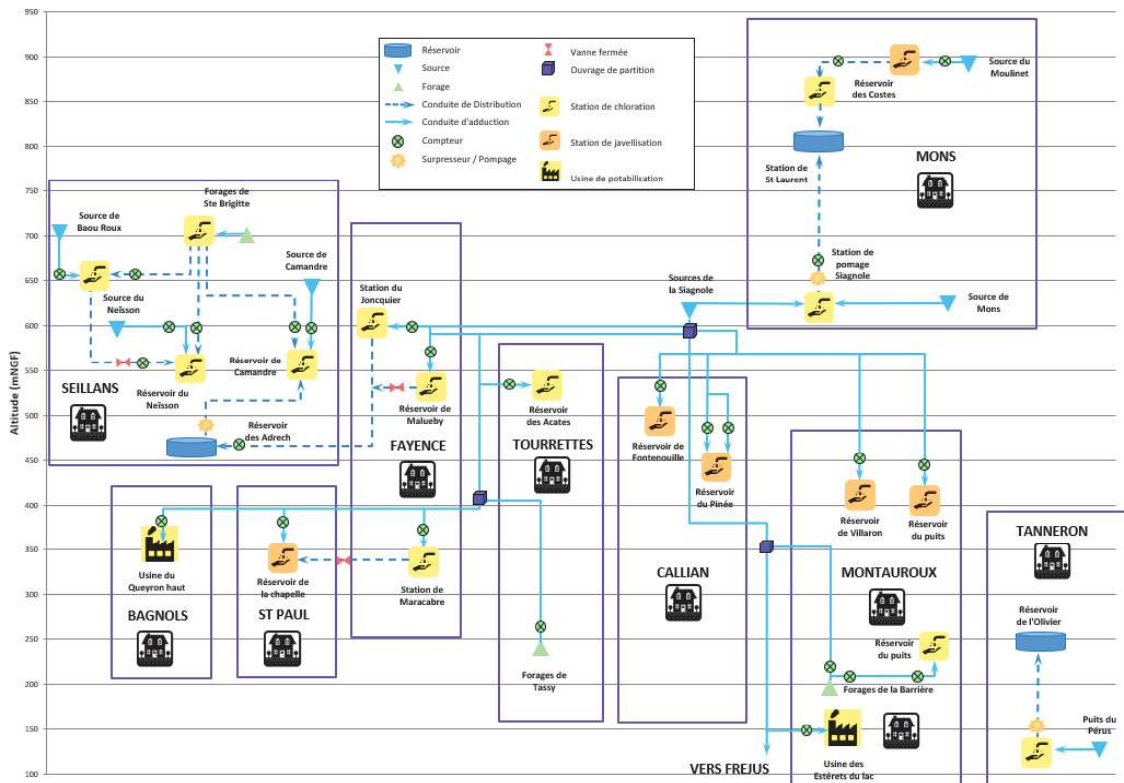 950
900
850
800
750
700
650
600
550
500
450
400
350
300
250
200
150
100
Altitude (mNGF)
Réservoir
Source
Forage
Conduite de Distribution
Conduite d'adduction
Compteur
Surpresseur / Pompage
Vanne fermée
Ouvrage de partition
Station de chloration
Station de javellisation
Usine de potabilisation
Source du
Moulinet
Réservoir
des Costes
Station de
St Laurent
MONS
Station de
pomage
Siagnole
Source de
Mons
Forages de
Ste Brigitte
Source de
Baou Roux
Source de
Camandre
Source du
Neïsson
Réservoir de
Camandre
Réservoir du
Neïsson
SEILLANS
Réservoir
des Adrech
Station du
Joncquier
Réservoir de
Malueby
FAYENCE
Sources de
la Siagnole
Réservoir
des Acates
TOURRETTES
Réservoir de
Fontenouille
Réservoir
du Pinée
Réservoir
de Villaron
Réservoir
du puits
Usine du
Queyron haut
BAGNOLS
Réservoir de
la chapelle
ST PAUL
Station de
Maracabre
Forages de
Tassy
CALLIAN
MONTAUROUX
Réservoir
du puits
Forages de la Barrière
Usine des
Estérets du lac
VERS FREJUS
TANNERON
Réservoir
de l'Olivier
Puits du
Pérus